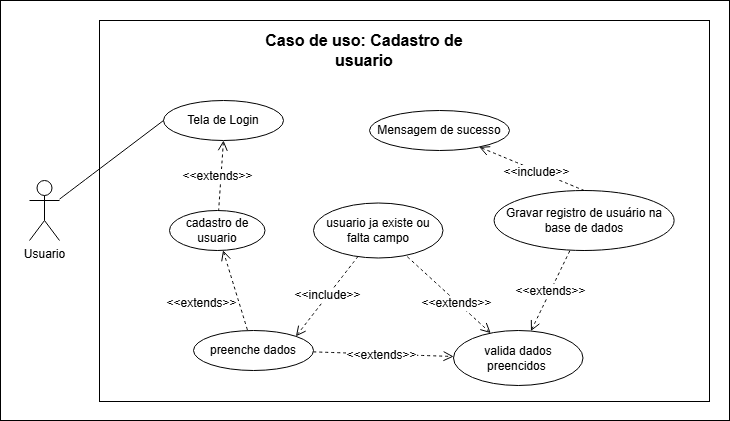 Caso de uso: Cadastro de
usuario
Tela de Login
Mensagem de sucesso
<<extends>>
<<include>>
Usuario
cadastro de
usuario
usuario ja existe ou
falta campo
Gravar registro de usuário na
base de dados
<<extends>>
<<include>>
<<extends>>
<<extends>>
preenche dados
<<extends>>
valida dados
preencidos